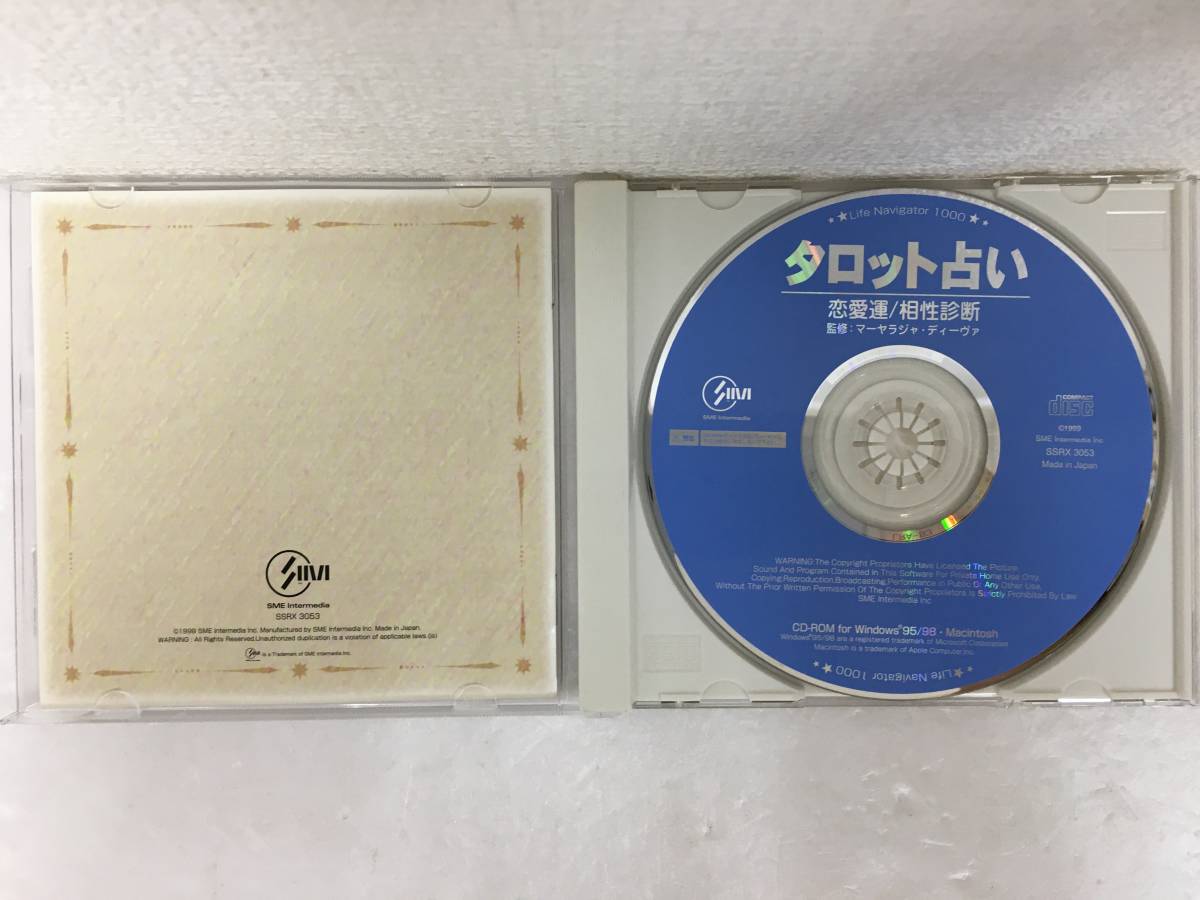 SME Intermedia
SSRX 3053
©1998 SME Intermedia Inc. Manufactured by SME Intermedia Inc. Made in Japan.
WARNING : All Rights Reserved.Unauthorized duplication is a violation of applicable laws.
is a Trademark of SME Intermedia Inc.
★Life Navigator 1000★
タロット占い
恋愛運/相性診断
監修:マーヤラジャ・ディーヴァ
SME Intermedia
COMPACT
disc
©1999
SME Intermedia Inc
SSRX 3053
Made in Japan
WARNING:The Copyright Proprietors Have Licensed The Picture,
Sound And Program Contained In This Software For Private Home Use Only.
Copying,Reproduction,Broadcasting,Performance in Public Or Any Other Use,
Without The Prior Written Permission Of The Copyright Proprietors Is Strictly Prohibited By Law
SME Intermedia Inc
CD-ROM for Windows®95/98・Macintosh
Windows®95/98 are a registered trademark of Microsoft Corporation
Macintosh is a trademark of Apple Computer,Inc.
★Life Navigator 1000★